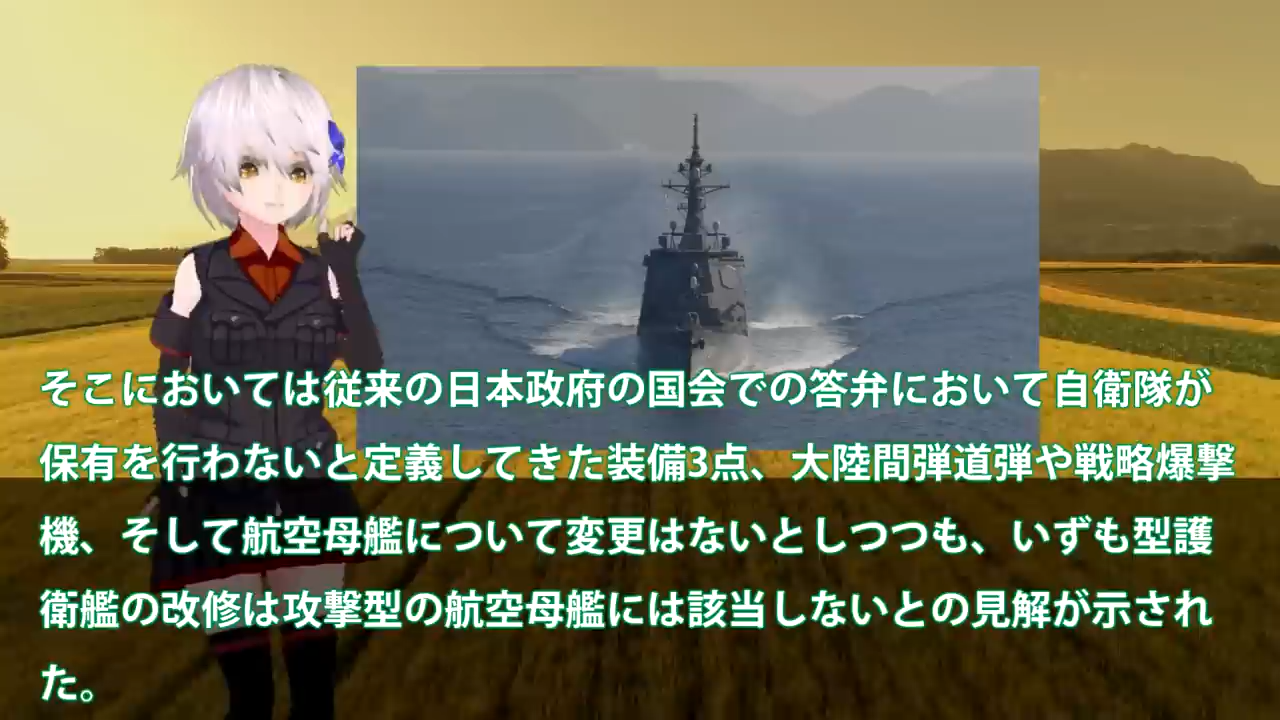 そこにおいては従来の日本政府の国会での答弁において自衛隊が
保有を行わないと定義してきた装備3点、大陸間弾道弾や戦略爆撃
機、そして航空母艦について変更はないとしつつも、いずも型護
衛艦の改修は攻撃型の航空母艦には該当しないとの見解が示され
た。